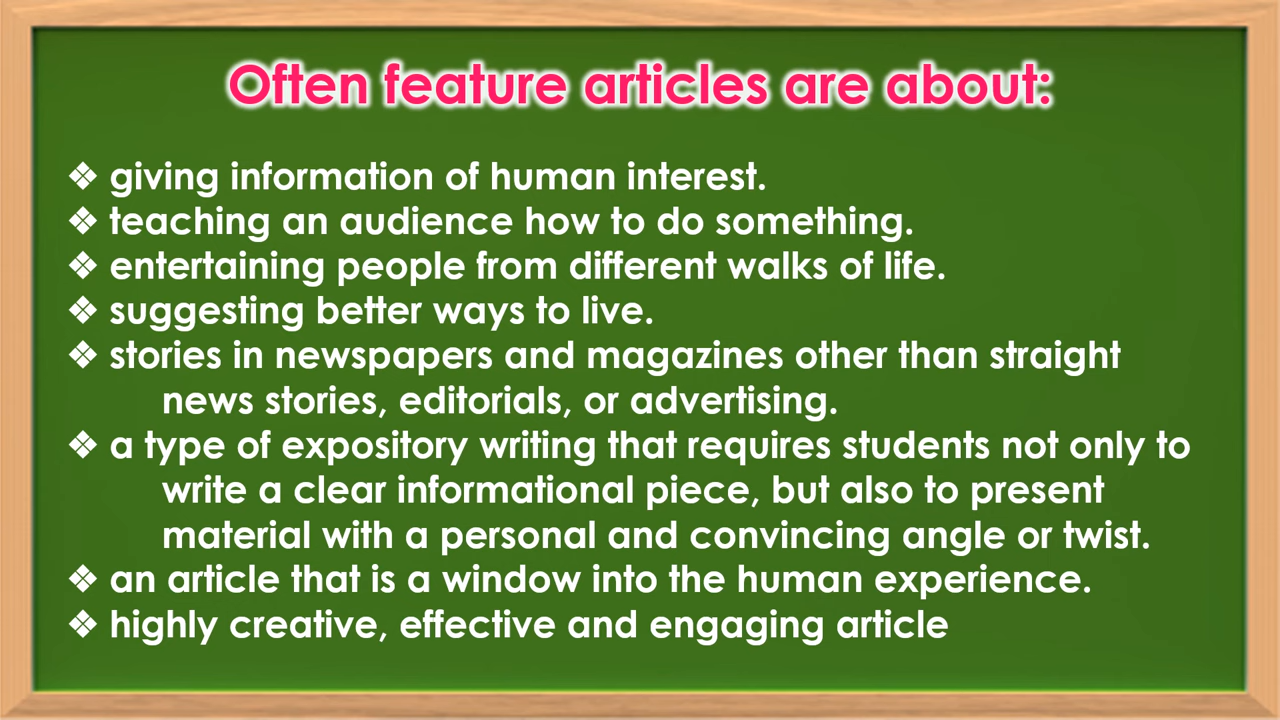 Often feature articles are about:
❖ giving information of human interest.
❖ teaching an audience how to do something.
❖ entertaining people from different walks of life.
❖ suggesting better ways to live.
❖ stories in newspapers and magazines other than straight
news stories, editorials, or advertising.
❖ a type of expository writing that requires students not only to
write a clear informational piece, but also to present
material with a personal and convincing angle or twist.
❖ an article that is a window into the human experience.
❖ highly creative, effective and engaging article